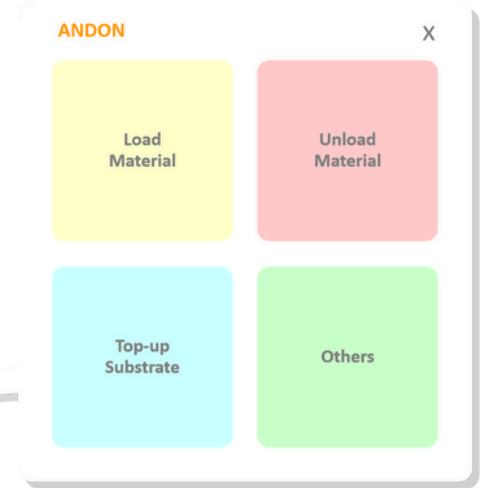 ANDON
X
Load
Material
Unload
Material
Top-up
Substrate
Others